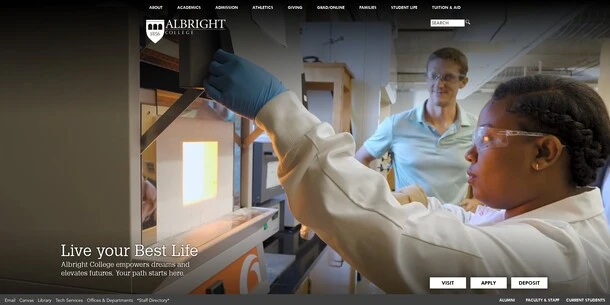 ABOUT ACADEMICS ADMISSION ATHLETICS GIVING GRAD/ONLINE FAMILIES STUDENT LIFE TUITION & AID
SEARCH
ALBRIGHT
COLLEGE
1856
Live your Best Life
Albright College empowers dreams and
elevates futures. Your path starts here.
VISIT APPLY DEPOSIT
Email Canvas Library Tech Services Offices & Departments *Staff Directory* ALUMNI FACULTY & STAFF CURRENT STUDENTS